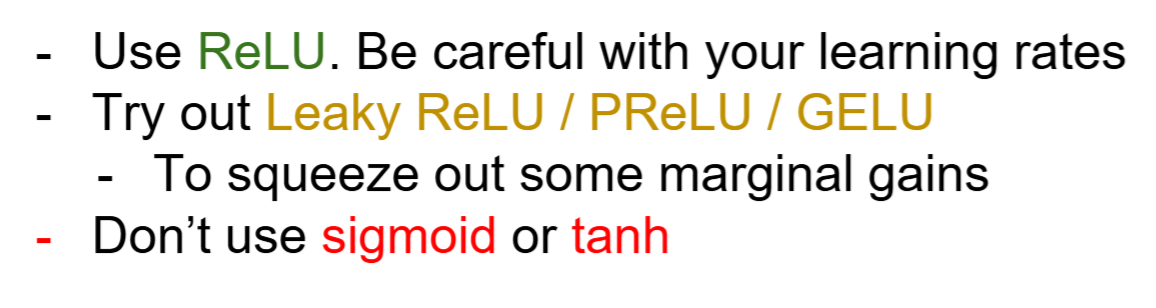 - Use ReLU. Be careful with your learning rates
- Try out Leaky ReLU / PReLU / GELU
- To squeeze out some marginal gains
- Don’t use sigmoid or tanh